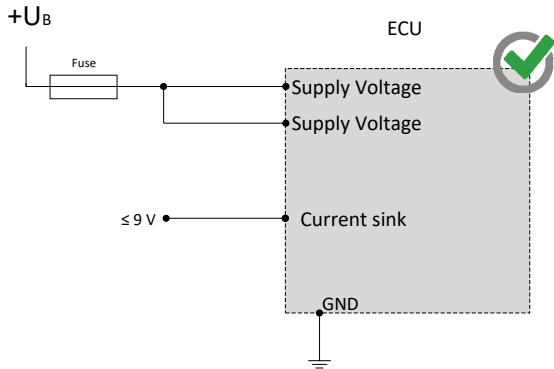 +UB
ECU
Fuse
Supply Voltage
Supply Voltage
≤ 9 V
Current sink
GND